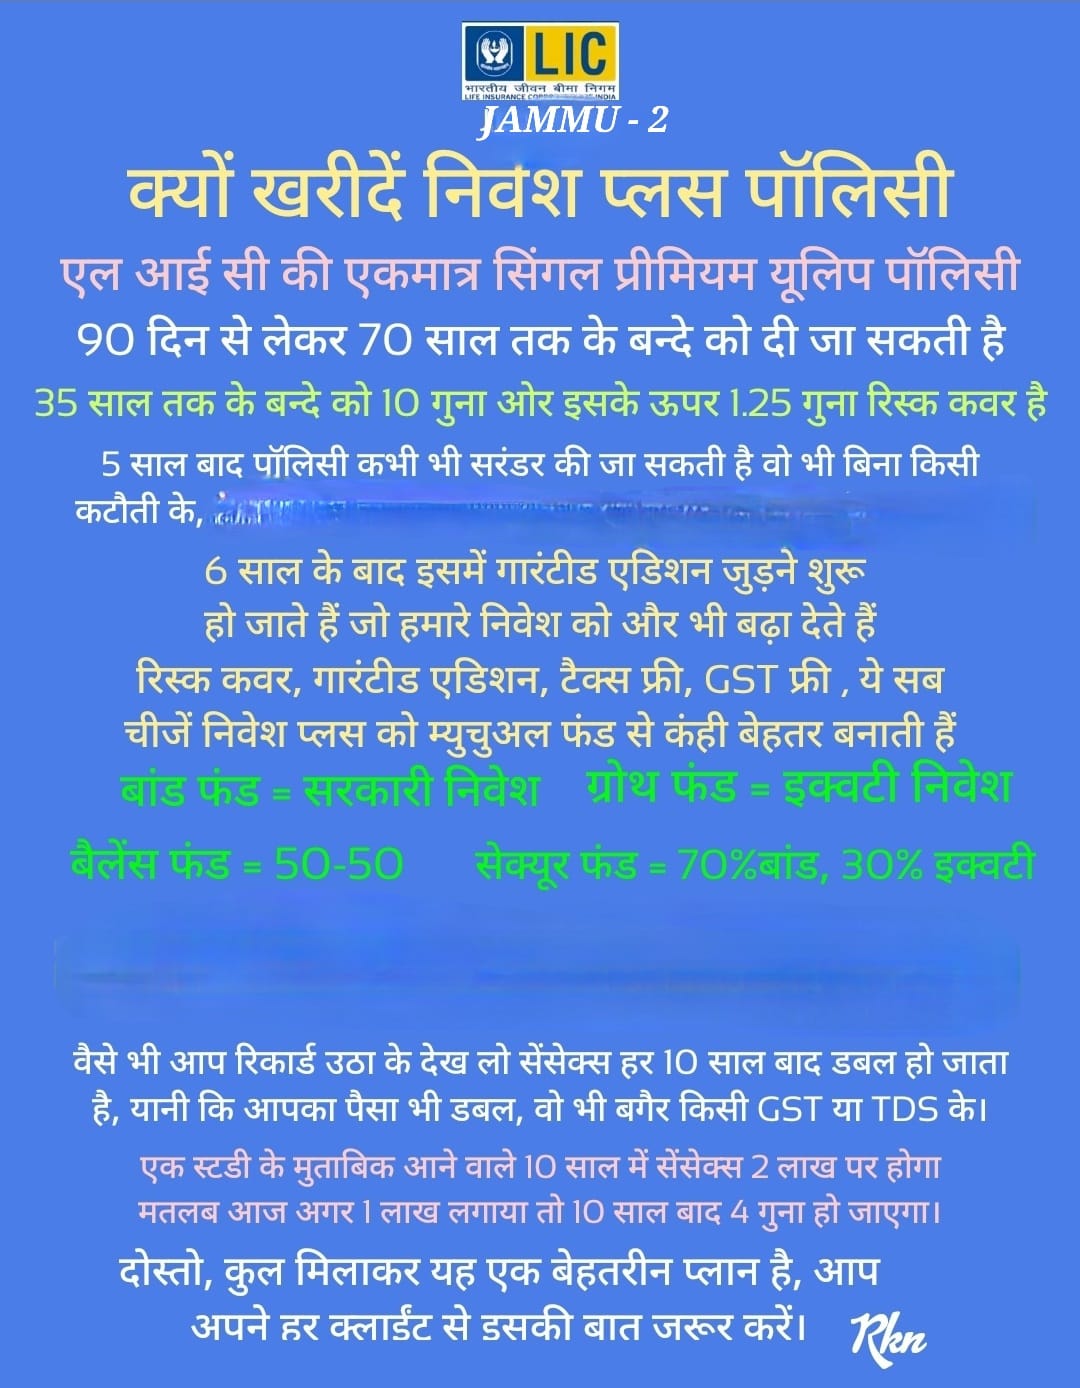 LIC
भारतीय जीवन बीमा निगम
LIFE INSURANCE INDIA
JAMMU - 2
क्यों खरीदें निवेश प्लस पॉलिसी
एल आई सी की एकमात्र सिंगल प्रीमियम यूलिप पॉलिसी
90 दिन से लेकर 70 साल तक के बन्दे को दी जा सकती है
35 साल तक के बन्दे को 10 गुना ओर इसके ऊपर 1.25 गुना रिस्क कवर है
5 साल बाद पॉलिसी कभी भी सरंडर की जा सकती है वो भी बिना किसी
कटौती के,
6 साल के बाद इसमें गारंटीड एडिशन जुड़ने शुरू
हो जाते हैं जो हमारे निवेश को और भी बढ़ा देते हैं
रिस्क कवर, गारंटीड एडिशन, टैक्स फ्री, GST फ्री , ये सब
चीजें निवेश प्लस को म्युचुअल फंड से कंही बेहतर बनाती हैं
बांड फंड = सरकारी निवेश ग्रोथ फंड = इक्वटी निवेश
बैलेंस फंड = 50-50 सेक्यूर फंड = 70%बांड, 30% इक्वटी
वैसे भी आप रिकार्ड उठा के देख लो सेंसेक्स हर 10 साल बाद डबल हो जाता
है, यानी कि आपका पैसा भी डबल, वो भी बगैर किसी GST या TDS के।
एक स्टडी के मुताबिक आने वाले 10 साल में सेंसेक्स 2 लाख पर होगा
मतलब आज अगर 1 लाख लगाया तो 10 साल बाद 4 गुना हो जाएगा।
दोस्तो, कुल मिलाकर यह एक बेहतरीन प्लान है, आप
अपने हर क्लाईंट से इसकी बात जरूर करें।
Rkn